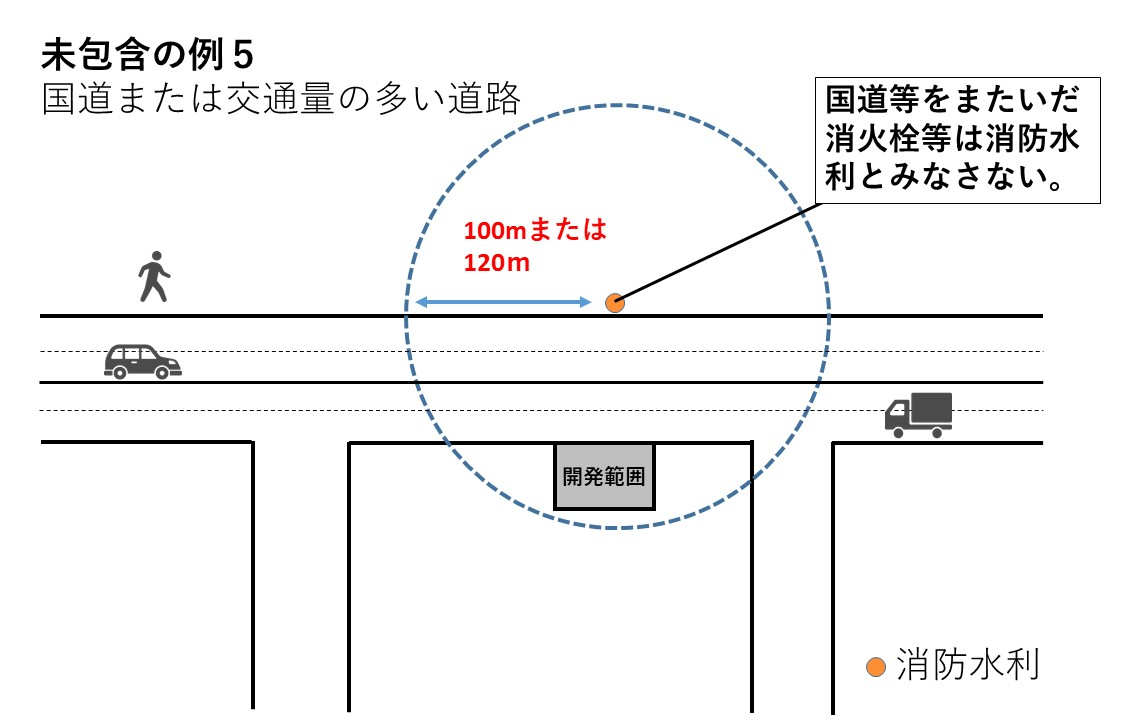 未包含の例５
国道または交通量の多い道路
国道等をまたいだ
消火栓等は消防水
利とみなさない。
100mまたは
120ｍ
開発範囲
消防水利